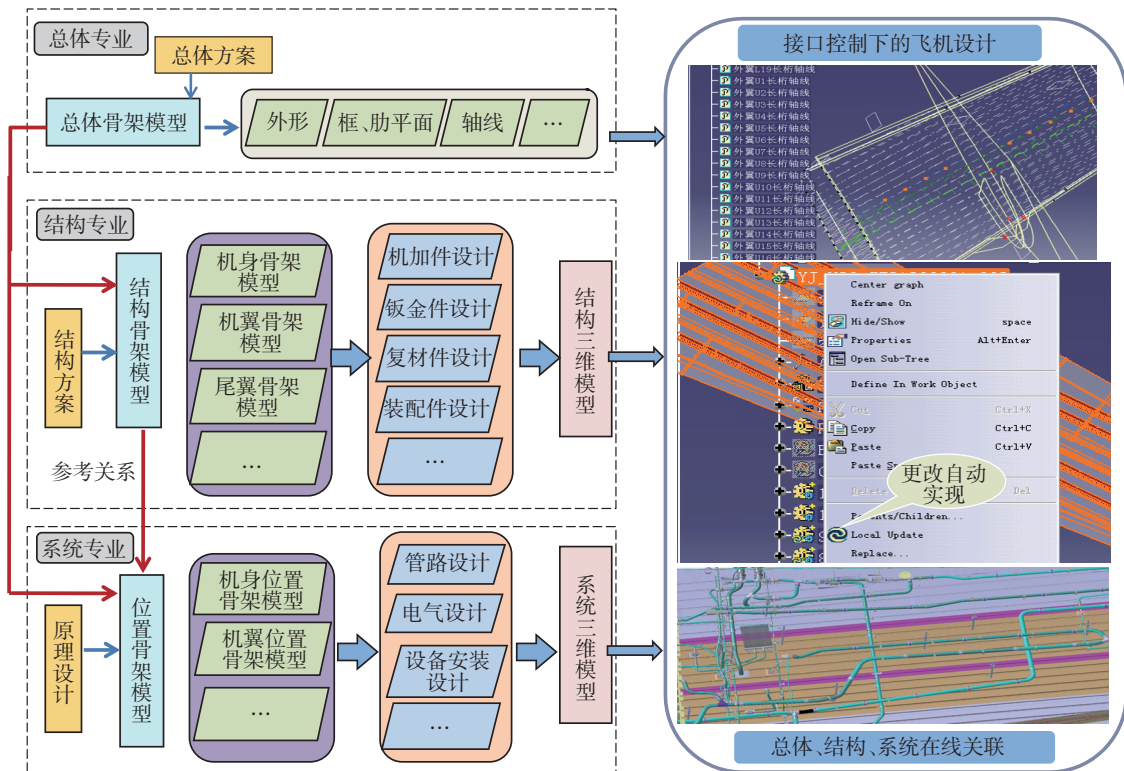 总体专业
总体方案
总体骨架模型
外形
框、肋平面
轴线
…
结构专业
结构方案
结构骨架模型
机身骨架
模型
机翼骨架
模型
尾翼骨架
模型
…
机加件设计
钣金件设计
复材件设计
装配件设计
…
结构三维模型
参考关系
系统专业
原理设计
位置骨架模型
机身位置
骨架模型
机翼位置
骨架模型
…
管路设计
电气设计
设备安装
设计
…
系统三维模型
接口控制下的飞机设计
外翼L19长桁轴线
外翼U1长桁轴线
外翼U2长桁轴线
外翼U3长桁轴线
外翼U4长桁轴线
外翼U5长桁轴线
外翼U6长桁轴线
外翼U7长桁轴线
外翼U8长桁轴线
外翼U9长桁轴线
外翼U10长桁轴线
外翼U11长桁轴线
外翼U12长桁轴线
外翼U13长桁轴线
外翼U14长桁轴线
外翼U15长桁轴线
外翼U16长桁轴线
Center graph
Reframe On
Hide/Show space
Properties Alt+Enter
Open Sub-Tree
Define In Work Object
Cut Ctrl+X
Copy Ctrl+C
Paste Ctrl+V
Paste
Delete Del
更改自动
实现
Parents/Children...
Local Update
Replace...
总体、结构、系统在线关联